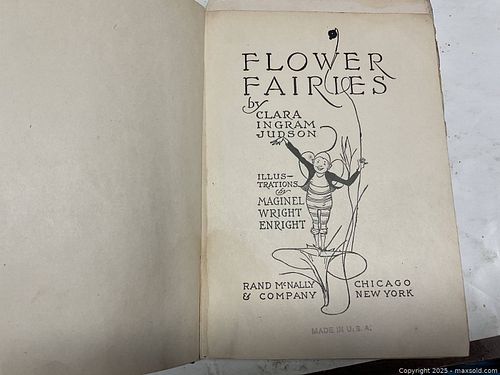 FLOWER
FAIRIES
by
CLARA
INGRAM
JUDSON
ILLUS-
TRATIONS
by
MAGINEL
WRIGHT
ENRIGHT
RAND McNALLY
& COMPANY
CHICAGO
NEW YORK
MADE IN U. S. A.
Copyright 2025 - maxsold.com